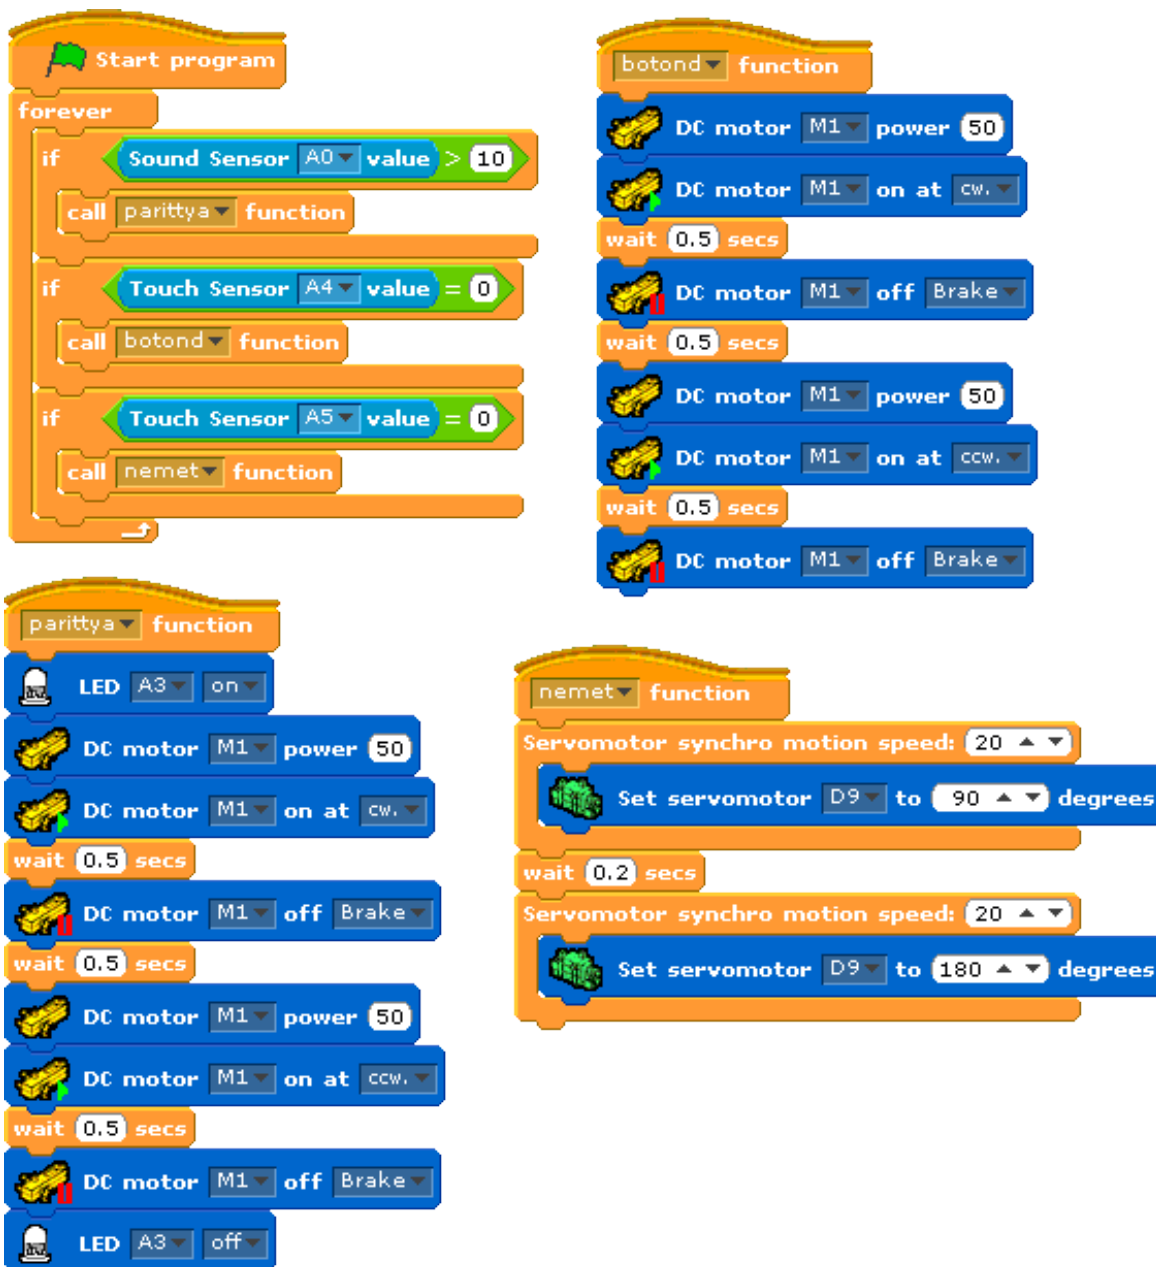 Start program
forever
if Sound Sensor A0 value > 10
call parittya function
if Touch Sensor A4 value = 0
call botond function
if Touch Sensor A5 value = 0
call nemet function
botond function
DC motor M1 power 50
DC motor M1 on at cw.
wait 0.5 secs
DC motor M1 off Brake
wait 0.5 secs
DC motor M1 power 50
DC motor M1 on at ccw.
wait 0.5 secs
DC motor M1 off Brake
parittya function
LED A3 on
DC motor M1 power 50
DC motor M1 on at cw.
wait 0.5 secs
DC motor M1 off Brake
wait 0.5 secs
DC motor M1 power 50
DC motor M1 on at ccw.
wait 0.5 secs
DC motor M1 off Brake
LED A3 off
nemet function
Servomotor synchro motion speed: 20
Set servomotor D9 to 90 degrees
wait 0.2 secs
Servomotor synchro motion speed: 20
Set servomotor D9 to 180 degrees